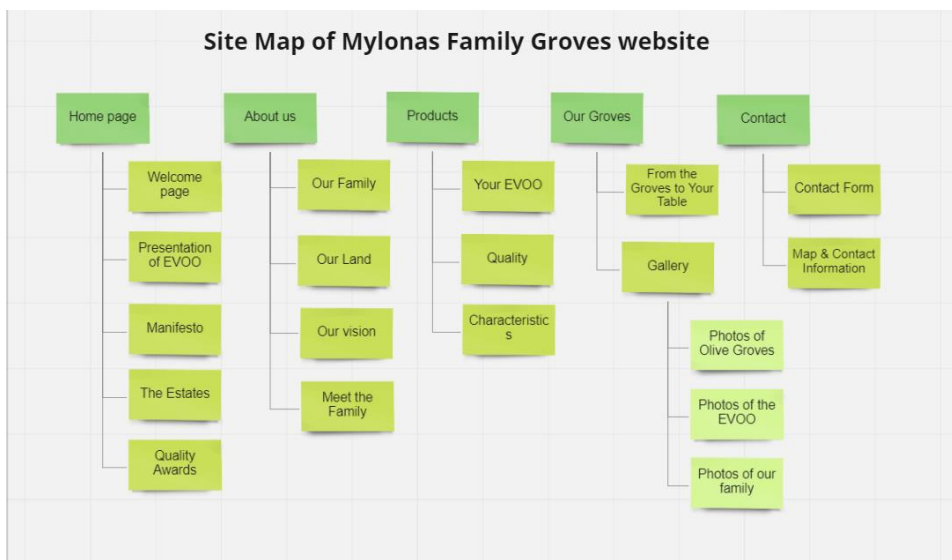 Site Map of Mylonas Family Groves website
Home page
Welcome
page
Presentation
of EVOO
Manifesto
The Estates
Quality
Awards
About us
Our Family
Our Land
Our vision
Meet the
Family
Products
Your EVOO
Quality
Characteristic
s
Our Groves
From the
Groves to Your
Table
Gallery
Photos of
Olive Groves
Photos of the
EVOO
Photos of our
family
Contact
Contact Form
Map & Contact
Information